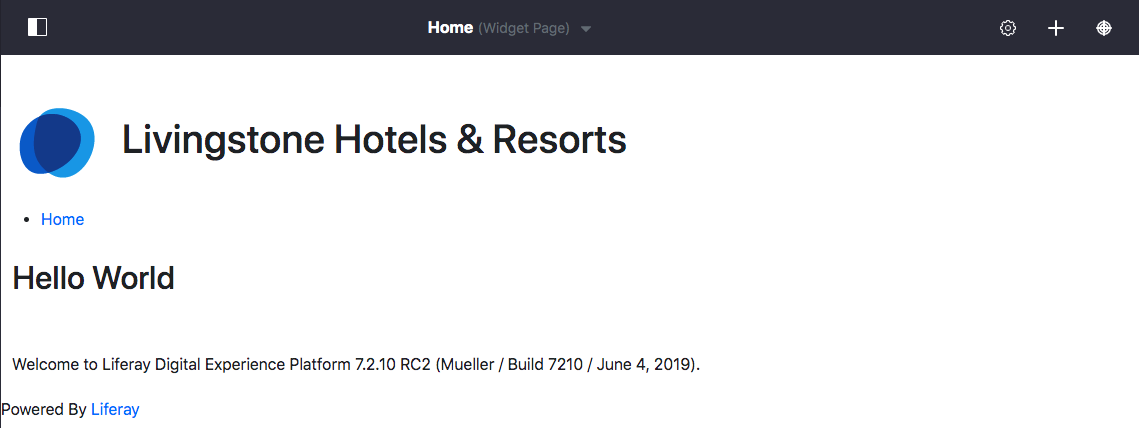 Home (Widget Page)
Livingstone Hotels & Resorts
Home
Hello World
Welcome to Liferay Digital Experience Platform 7.2.10 RC2 (Mueller / Build 7210 / June 4, 2019).
Powered By Liferay